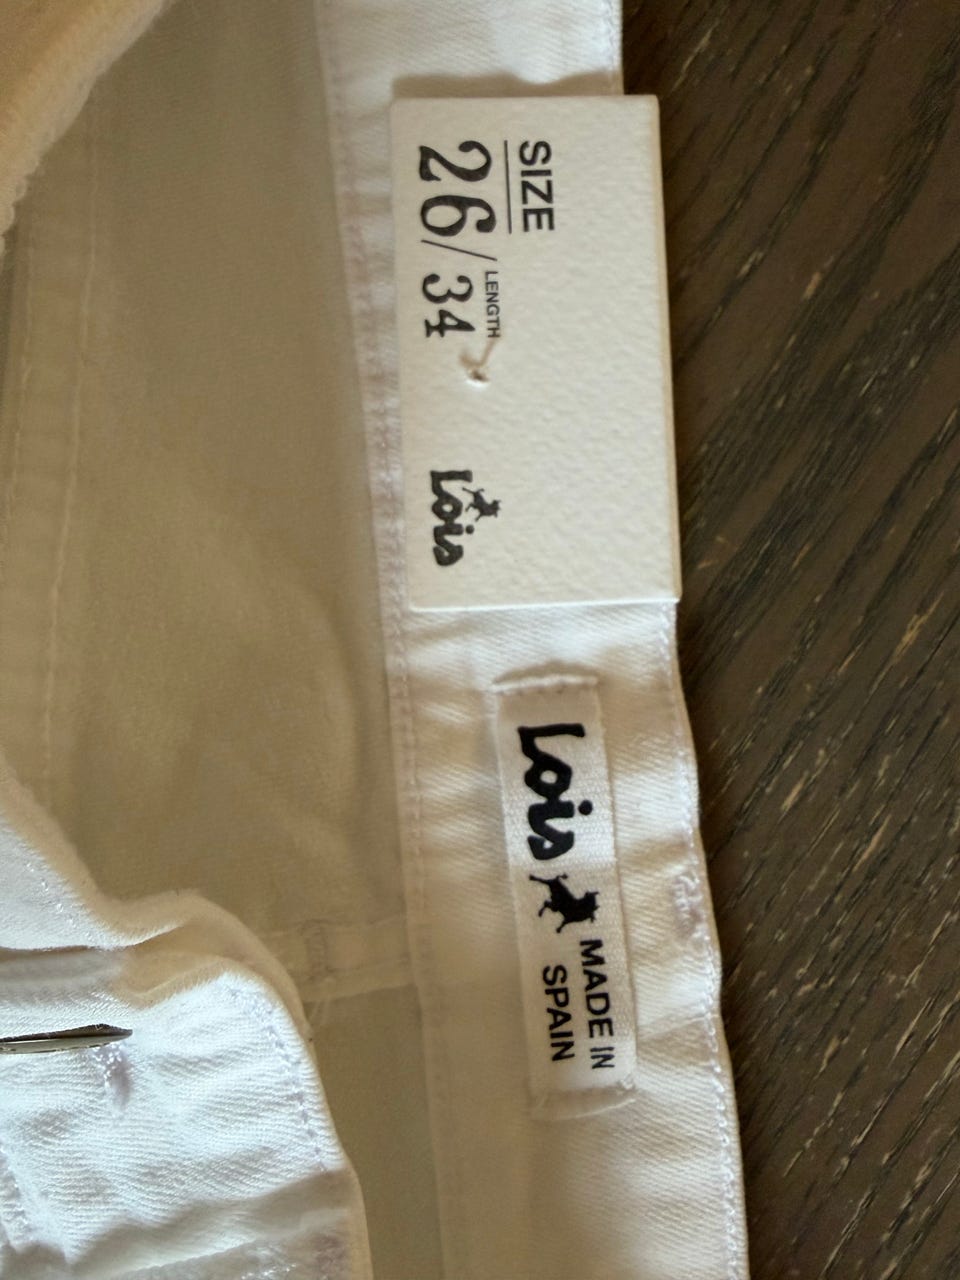 SIZE
LENGTH
26/34
Lois
Lois
MADE IN
SPAIN